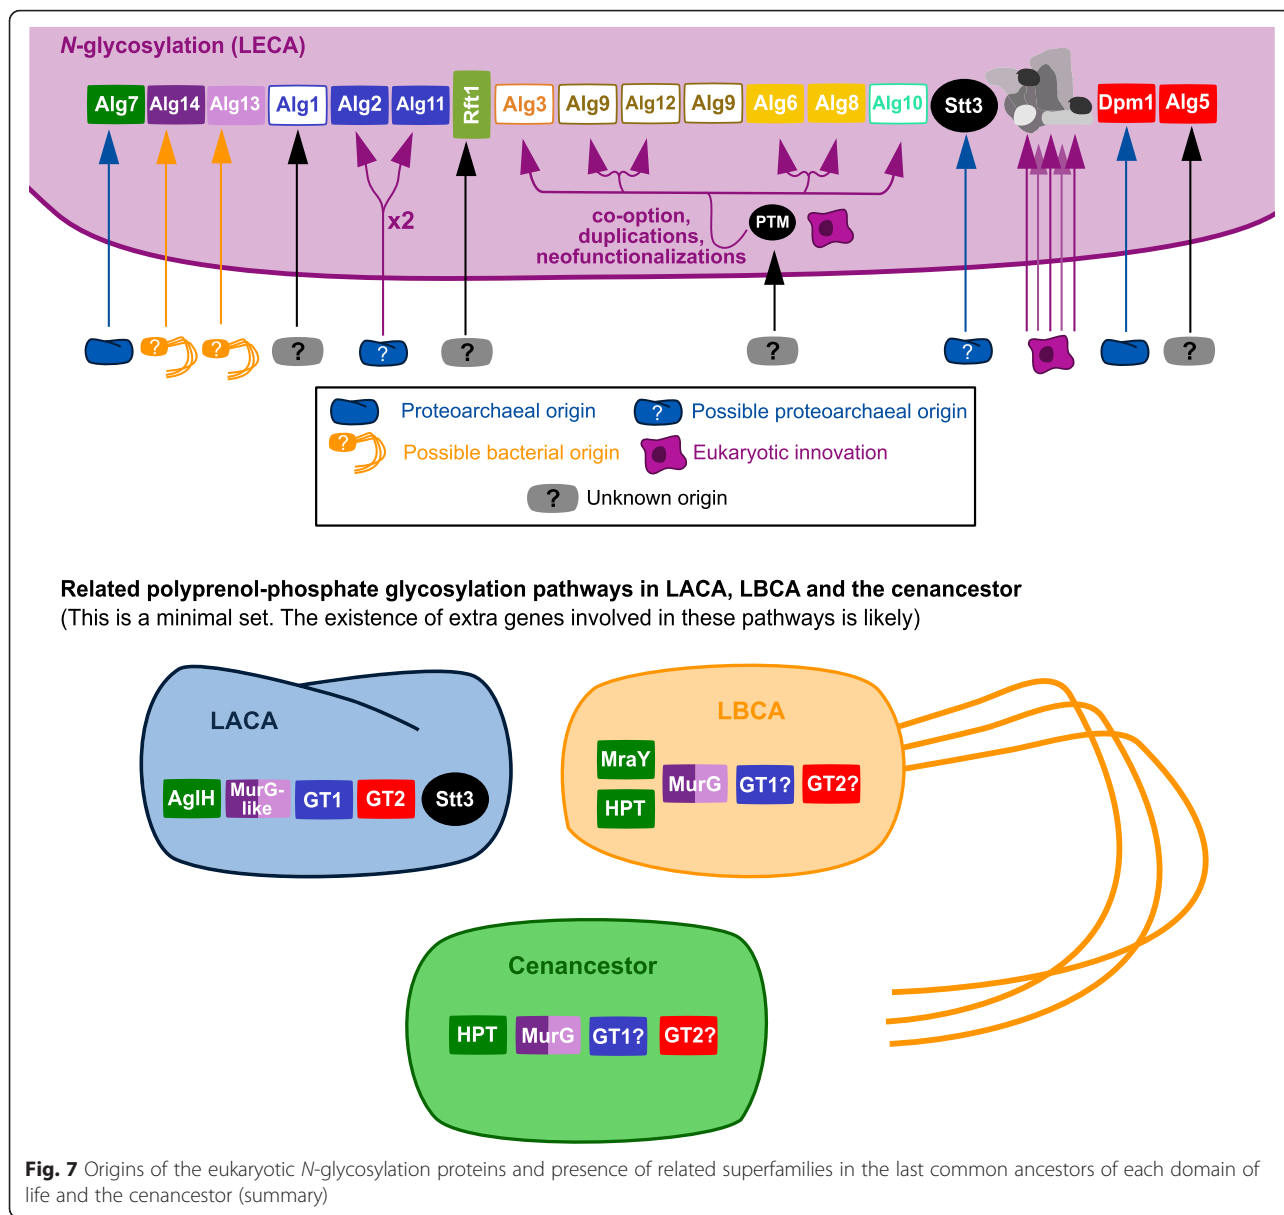 N-glycosylation (LECA)
Alg7 Alg14 Alg13 Alg1 Alg2 Alg11 Rft1 Alg3 Alg9 Alg12 Alg9 Alg6 Alg8 Alg10 Stt3 Dpm1 Alg5
x2
co-option,
duplications,
neofunctionalizations
PTM
? ? ? ? ? ? ? ?
Proteoarchaeal origin
? Possible proteoarchaeal origin
? Possible bacterial origin
Eukaryotic innovation
? Unknown origin
Related polyprenol-phosphate glycosylation pathways in LACA, LBCA and the cenancestor
(This is a minimal set. The existence of extra genes involved in these pathways is likely)
LACA
AglH MurG-like GT1 GT2 Stt3
LBCA
MraY
HPT
MurG GT1? GT2?
Cenancestor
HPT MurG GT1? GT2?
Fig. 7 Origins of the eukaryotic N-glycosylation proteins and presence of related superfamilies in the last common ancestors of each domain of
life and the cenancestor (summary)